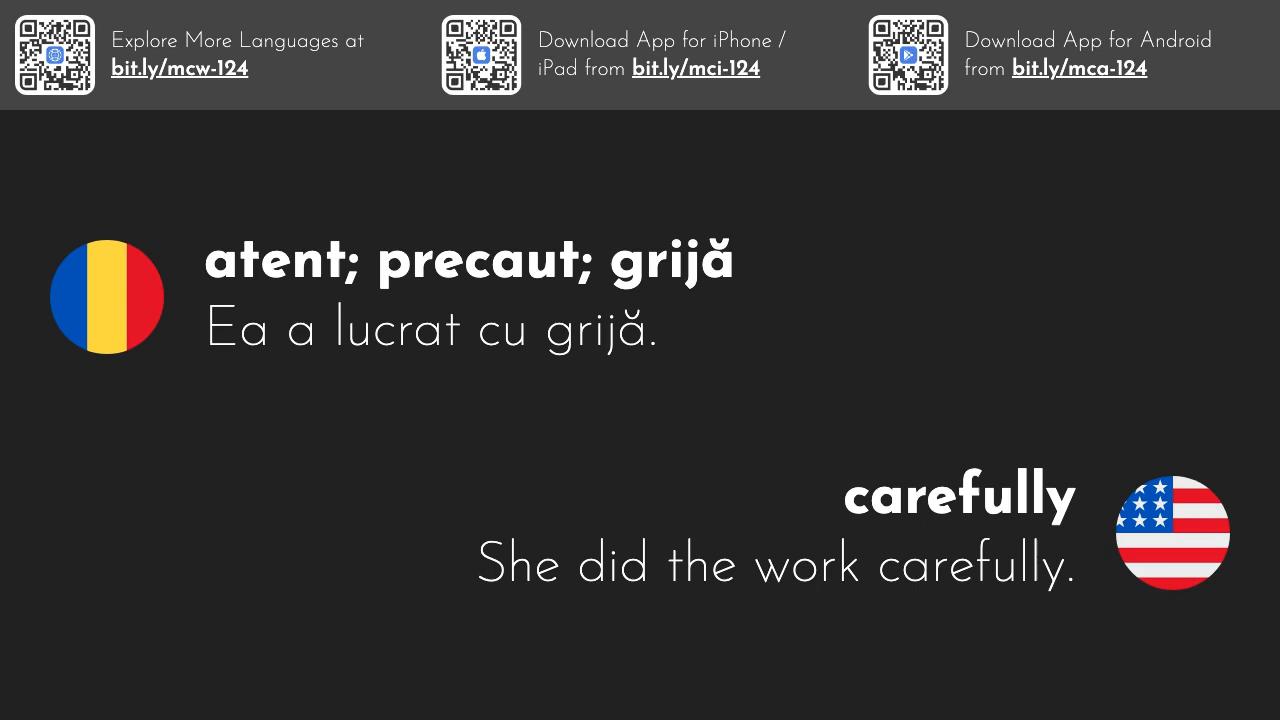 Explore More Languages at
bit.ly/mcw-124
Download App for iPhone /
iPad from bit.ly/mci-124
Download App for Android
from bit.ly/mca-124
atent; precaut; grijă
Ea a lucrat cu grijă.
carefully
She did the work carefully.